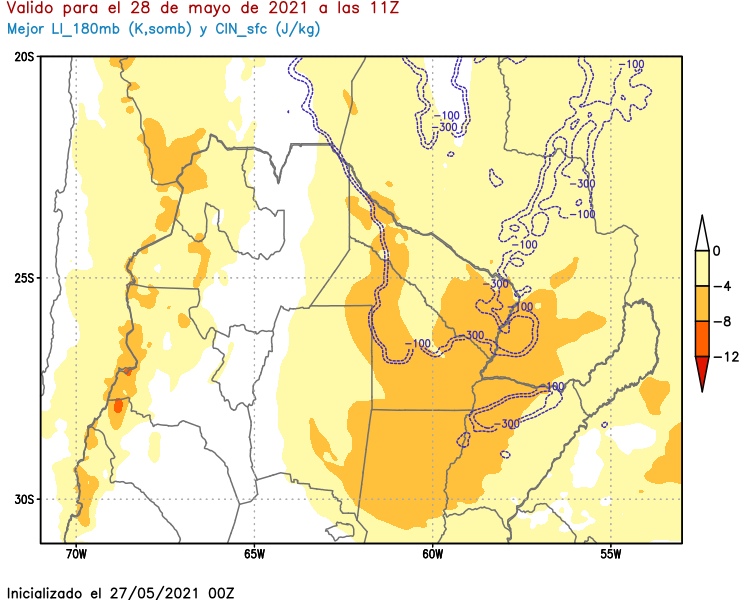 Valido para el 28 de mayo de 2021 a las 11Z
Mejor LI_180mb (K,somb) y CIN_sfc (J/kg)
20S
-100
-100
-300
-300
-100
-100
25S
-300
-100
-300
-100
-100
-300
30S
70W
65W
60W
55W
0
-4
-8
-12
Inicializado el 27/05/2021 00Z